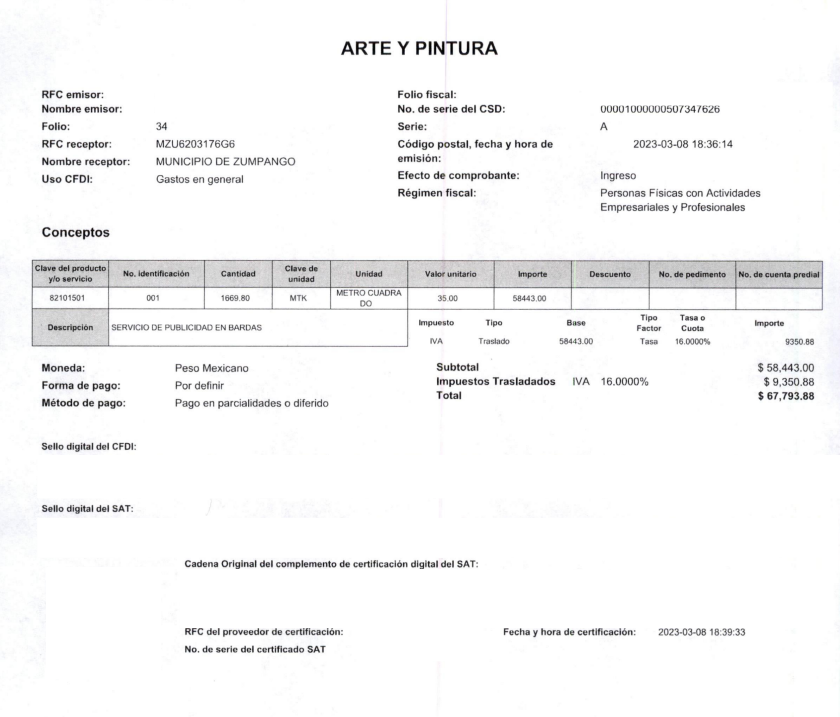 ARTE Y PINTURA
RFC emisor:
Nombre emisor:
Folio: 34
RFC receptor: MZU6203176G6
Nombre receptor: MUNICIPIO DE ZUMPANGO
Uso CFDI: Gastos en general
Folio fiscal:
No. de serie del CSD: 00001000000507347626
Serie: A
Código postal, fecha y hora de 2023-03-08 18:36:14
emisión:
Efecto de comprobante: Ingreso
Régimen fiscal: Personas Físicas con Actividades
Empresariales y Profesionales
Conceptos
Clave del producto y/o servicio No. identificación Cantidad Clave de unidad Unidad Valor unitario Importe Descuento No. de pedimento No. de cuenta predial
82101501 001 1669.80 MTK METRO CUADRA DO 35.00 58443.00
Descripción SERVICIO DE PUBLICIDAD EN BARDAS
Impuesto Tipo Base Tipo Factor Tasa o Cuota Importe
IVA Traslado 58443.00 Tasa 16.0000% 9350.88
Moneda: Peso Mexicano
Forma de pago: Por definir
Método de pago: Pago en parcialidades o diferido
Subtotal $ 58,443.00
Impuestos Trasladados IVA 16.0000% $ 9,350.88
Total $ 67,793.88
Sello digital del CFDI:
Sello digital del SAT:
Cadena Original del complemento de certificación digital del SAT:
RFC del proveedor de certificación:
No. de serie del certificado SAT
Fecha y hora de certificación: 2023-03-08 18:39:33